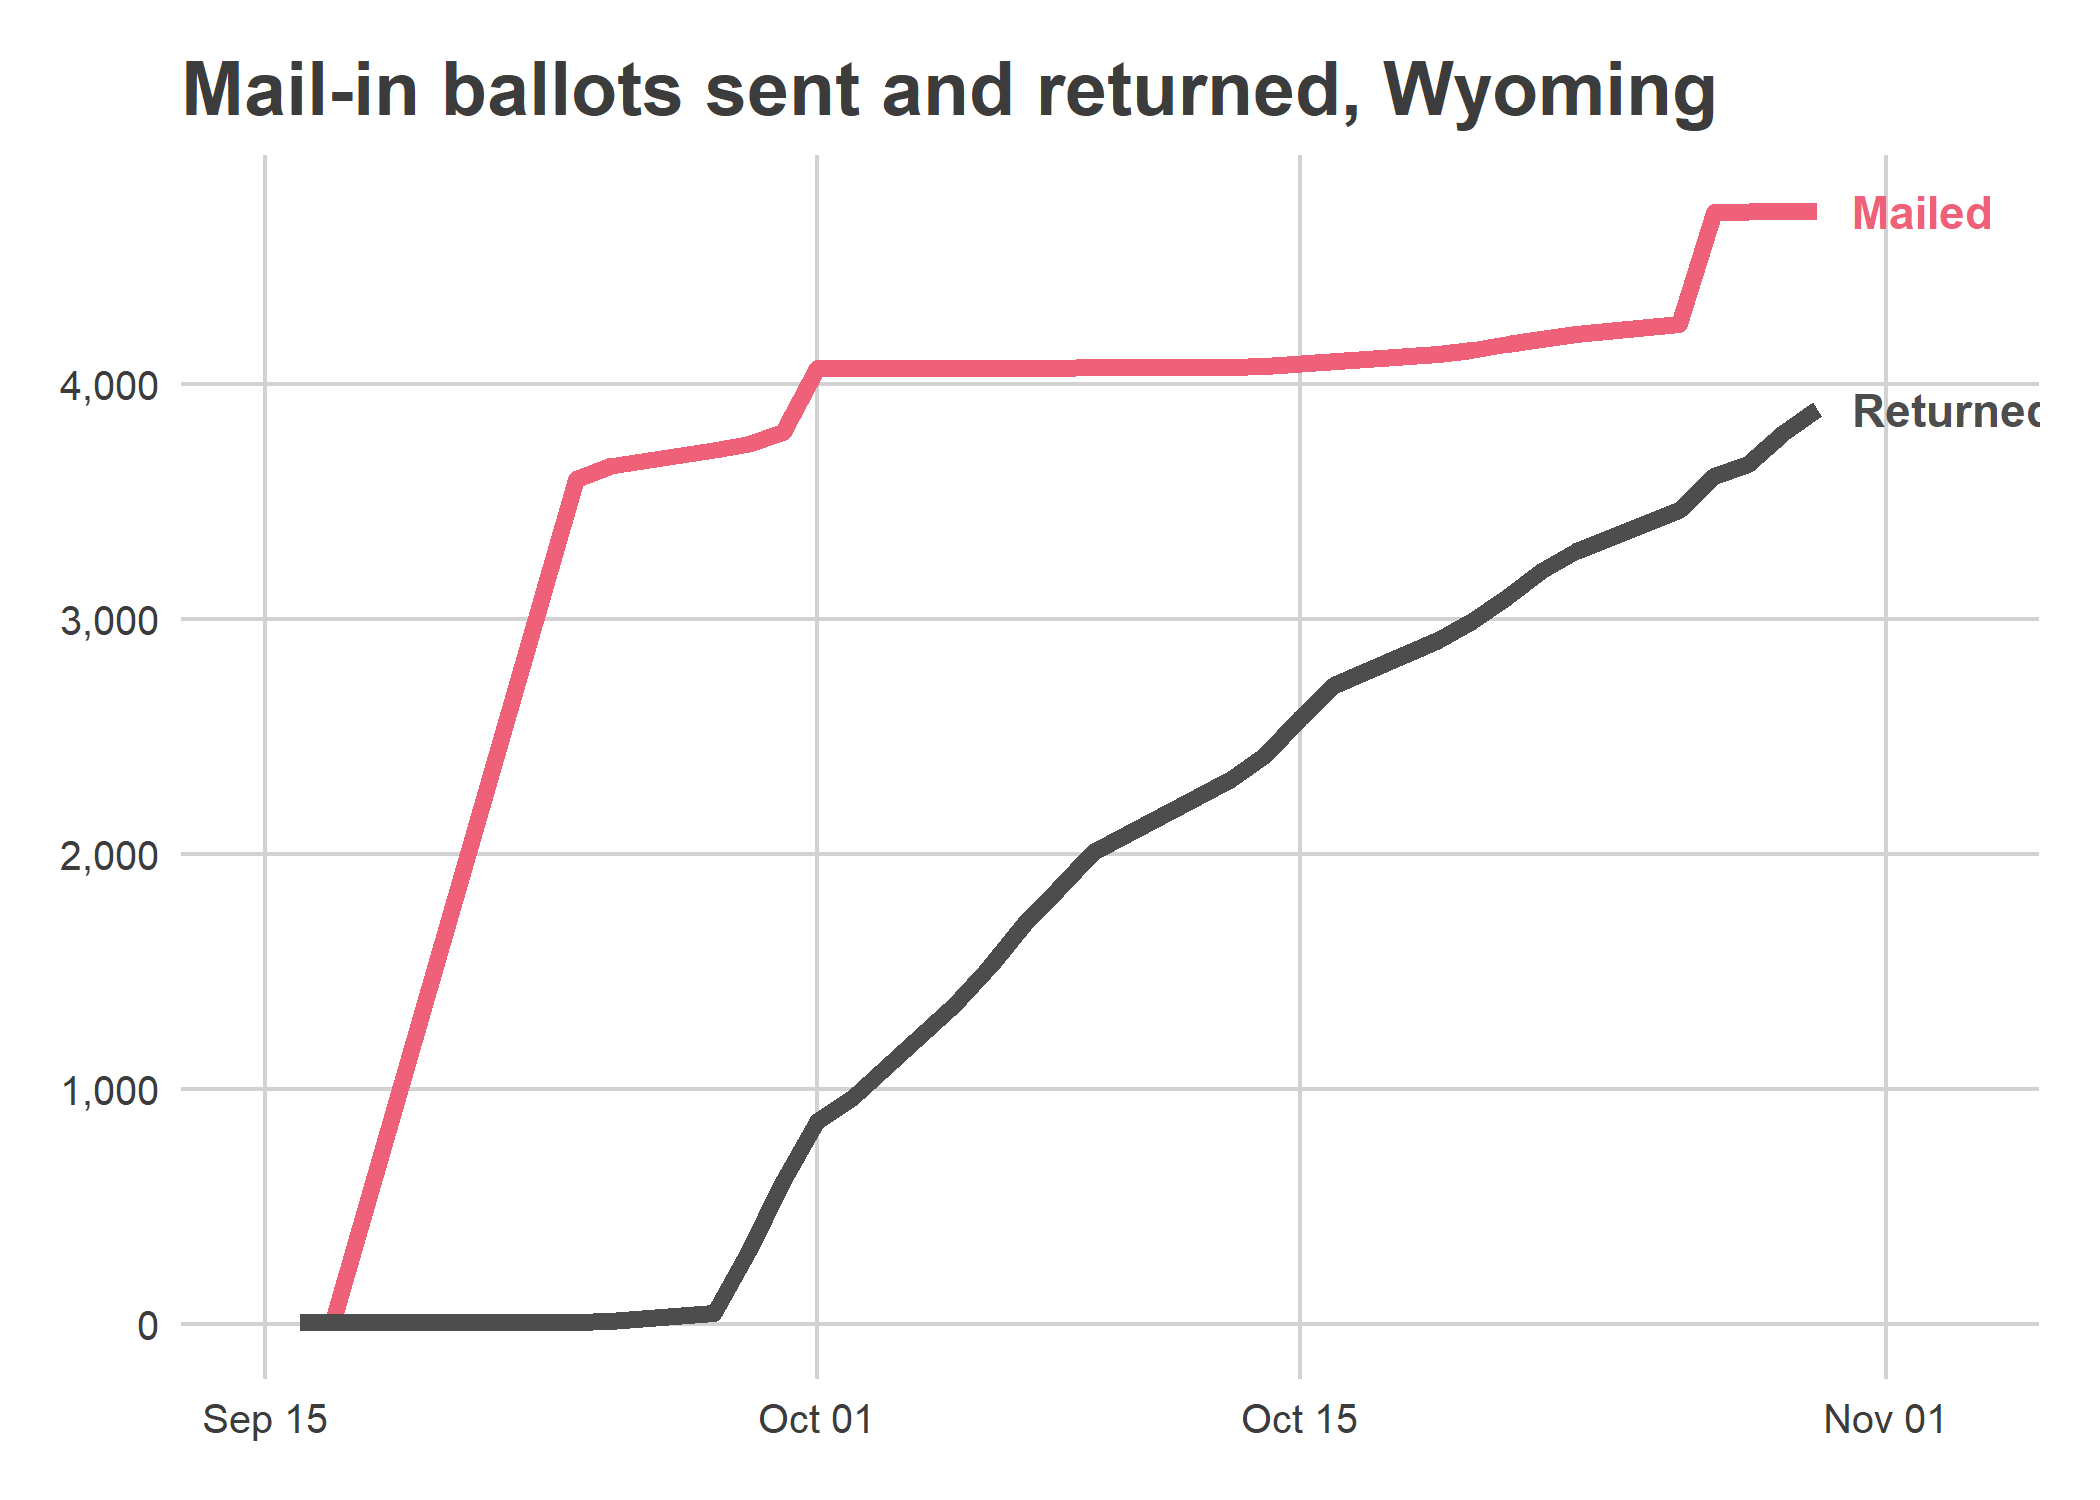 Mail-in ballots sent and returned, Wyoming
Mailed
4,000
Returned
3,000
2,000
1,000
0
Sep 15
Oct 01
Oct 15
Nov 01